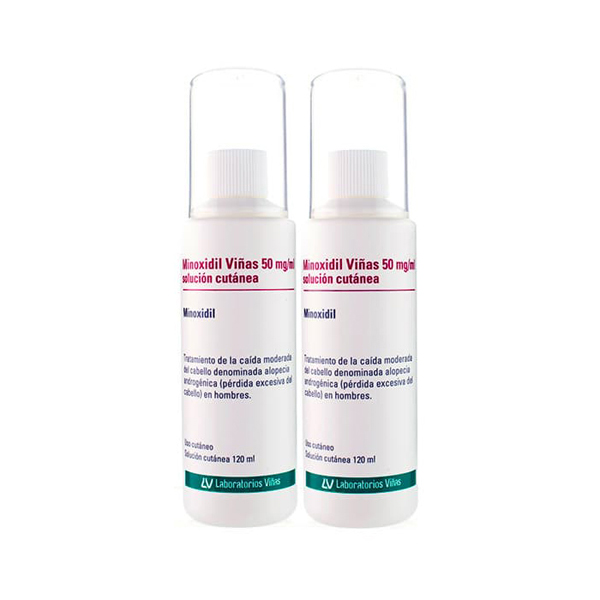 Minoxidil Viñas 50 mg/ml
solución cutánea
Minoxidil
Tratamiento de la caída moderada
del cabello denominada alopecia
androgénica (pérdida excesiva del
cabello) en hombres.
Uso cutáneo
Solución cutánea 120 ml
LV Laboratorios Viñas
Minoxidil Viñas 50 mg/ml
solución cutánea
Minoxidil
Tratamiento de la caída moderada
del cabello denominada alopecia
androgénica (pérdida excesiva del
cabello) en hombres.
Uso cutáneo
Solución cutánea 120 ml
LV Laboratorios Viñas